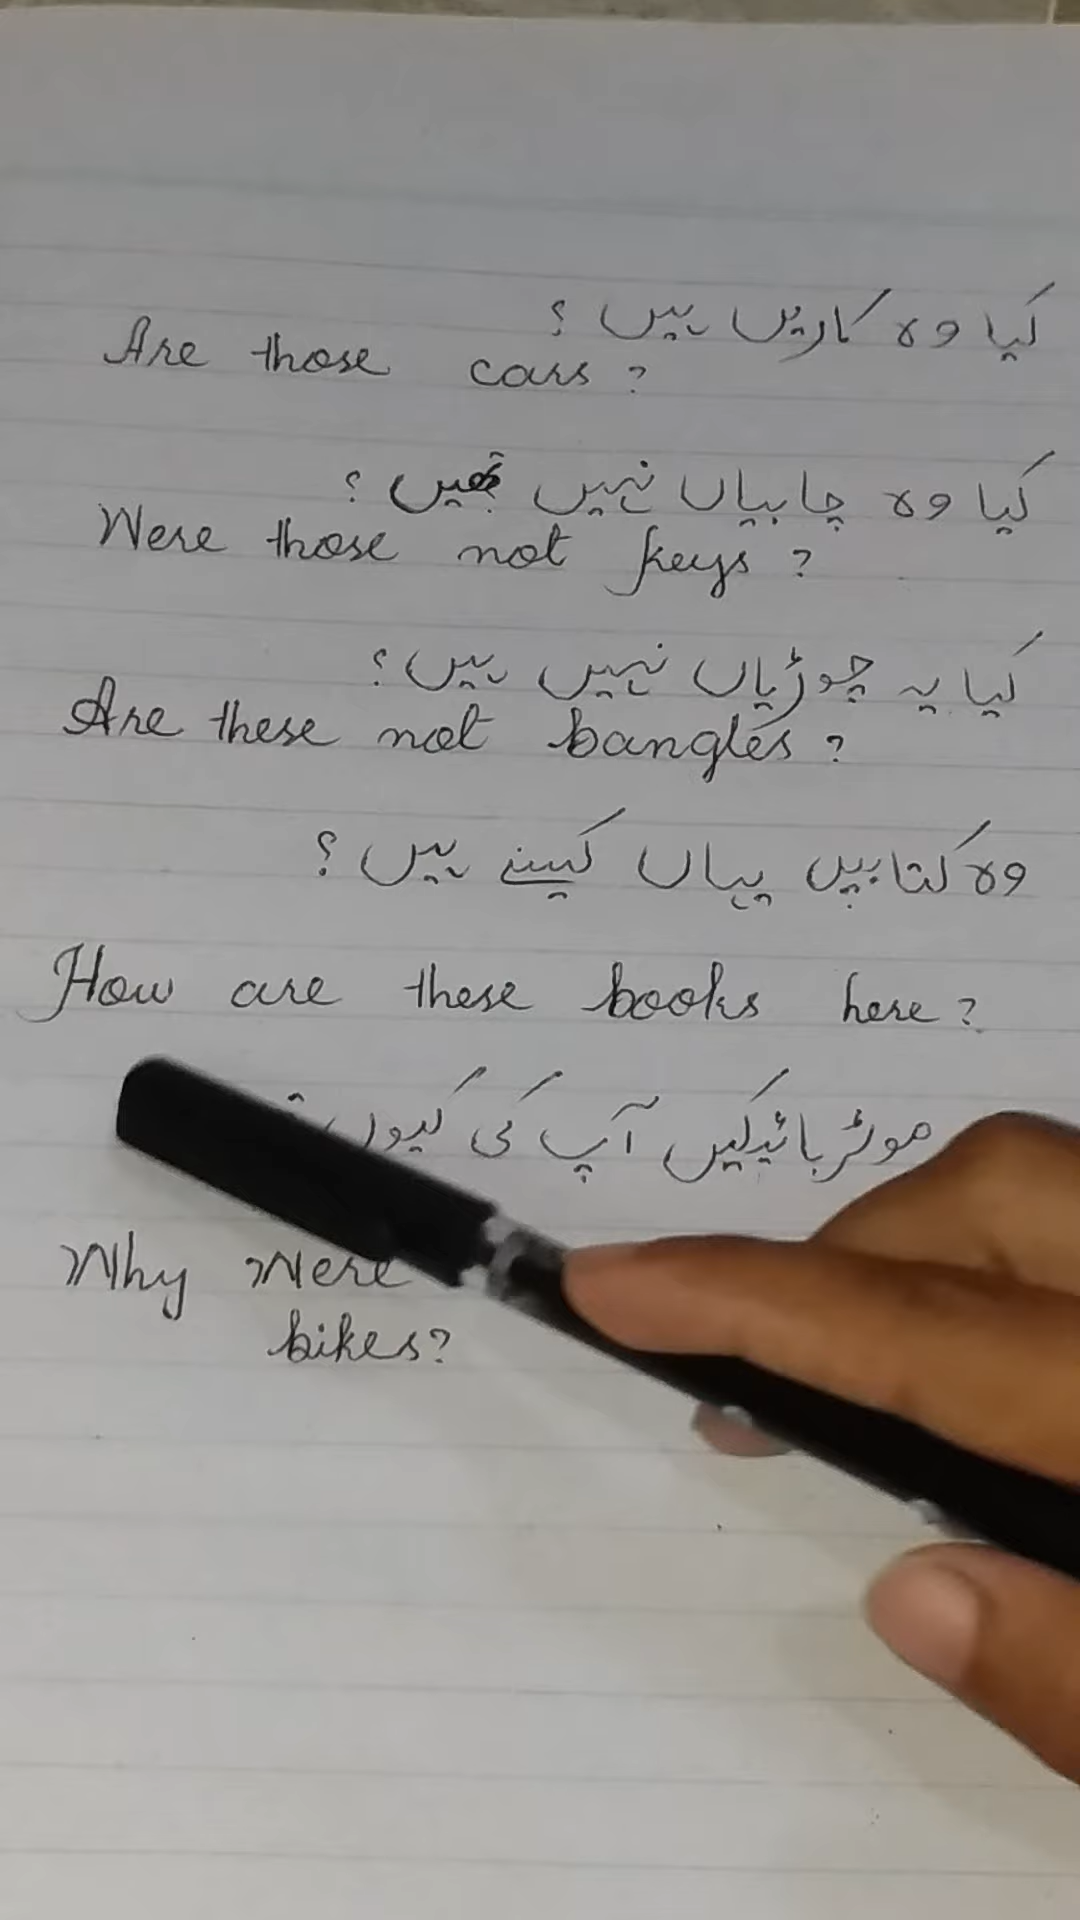 کیا وہ کاریں ہیں ؟
Are those cars ?
کیا وہ چابیاں نہیں تھیں ؟
Were those not keys ?
کیا یہ چوڑیاں نہیں ہیں ؟
Are these not bangles ?
وہ کتابیں یہاں کیسے ہیں ؟
How are these books here ?
موٹر بائیکیں آپ کی کیوں
Why Were
bikes?